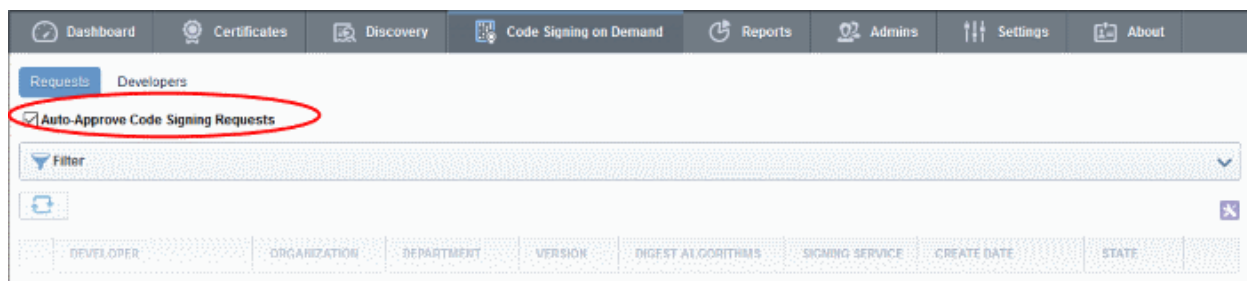 Dashboard Certificates Discovery Code Signing on Demand Reports Admins Settings About
Requests Developers
Auto-Approve Code Signing Requests
Filter
DEVELOPER ORGANIZATION DEPARTMENT VERSION DIGEST ALGORITHMS SIGNING SERVICE CREATE DATE STATE